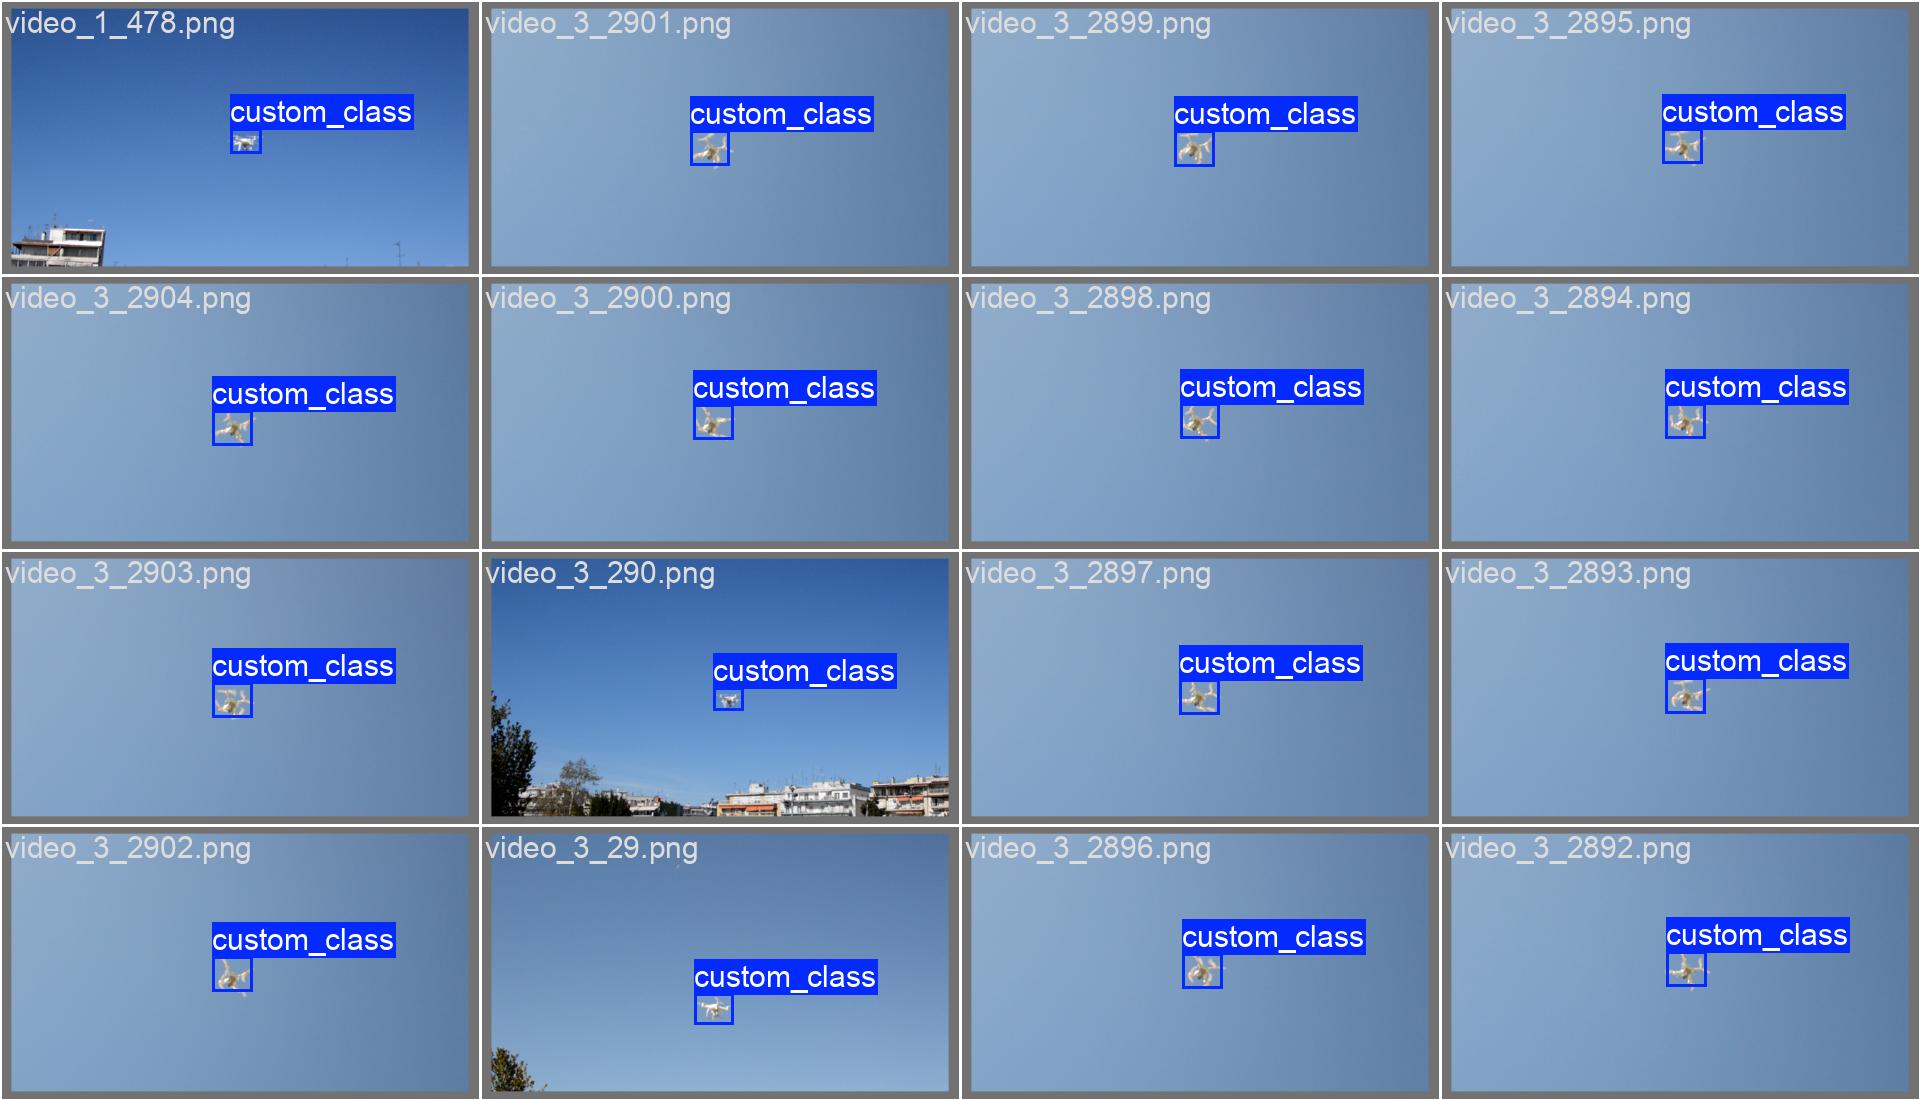 video_1_478.png
custom_class
video_3_2901.png
custom_class
video_3_2899.png
custom_class
video_3_2895.png
custom_class
video_3_2904.png
custom_class
video_3_2900.png
custom_class
video_3_2898.png
custom_class
video_3_2894.png
custom_class
video_3_2903.png
custom_class
video_3_290.png
custom_class
video_3_2897.png
custom_class
video_3_2893.png
custom_class
video_3_2902.png
custom_class
video_3_29.png
custom_class
video_3_2896.png
custom_class
video_3_2892.png
custom_class